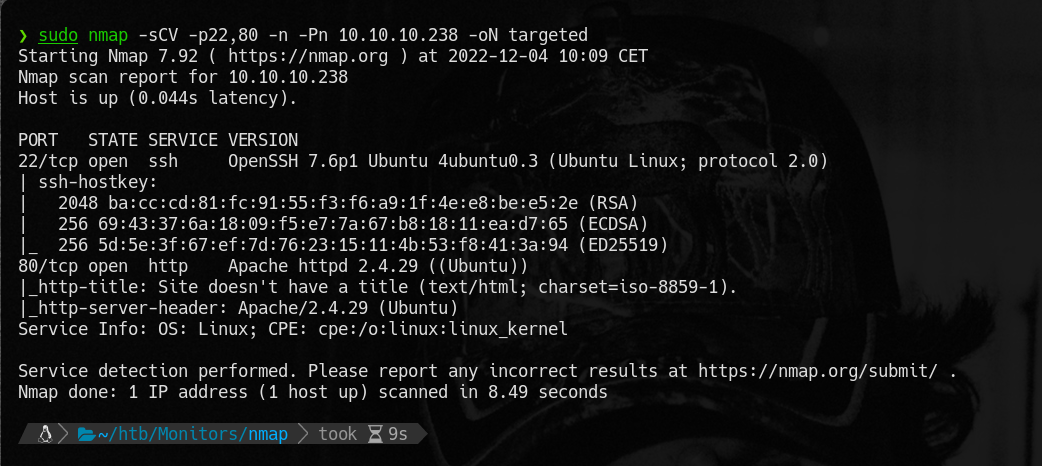 ❯ sudo nmap -sCV -p22,80 -n -Pn 10.10.10.238 -oN targeted
Starting Nmap 7.92 ( https://nmap.org ) at 2022-12-04 10:09 CET
Nmap scan report for 10.10.10.238
Host is up (0.044s latency).

PORT   STATE SERVICE VERSION
22/tcp open  ssh     OpenSSH 7.6p1 Ubuntu 4ubuntu0.3 (Ubuntu Linux; protocol 2.0)
| ssh-hostkey:
|   2048 ba:cc:cd:81:fc:91:55:f3:f6:a9:1f:4e:e8:be:e5:2e (RSA)
|   256 69:43:37:6a:18:09:f5:e7:7a:67:b8:18:11:ea:d7:65 (ECDSA)
|_  256 5d:5e:3f:67:ef:7d:76:23:15:11:4b:53:f8:41:3a:94 (ED25519)
80/tcp open  http    Apache httpd 2.4.29 ((Ubuntu))
|_http-title: Site doesn't have a title (text/html; charset=iso-8859-1).
|_http-server-header: Apache/2.4.29 (Ubuntu)
Service Info: OS: Linux; CPE: cpe:/o:linux:linux_kernel

Service detection performed. Please report any incorrect results at https://nmap.org/submit/ .
Nmap done: 1 IP address (1 host up) scanned in 8.49 seconds

~/htb/Monitors/nmap took 9s